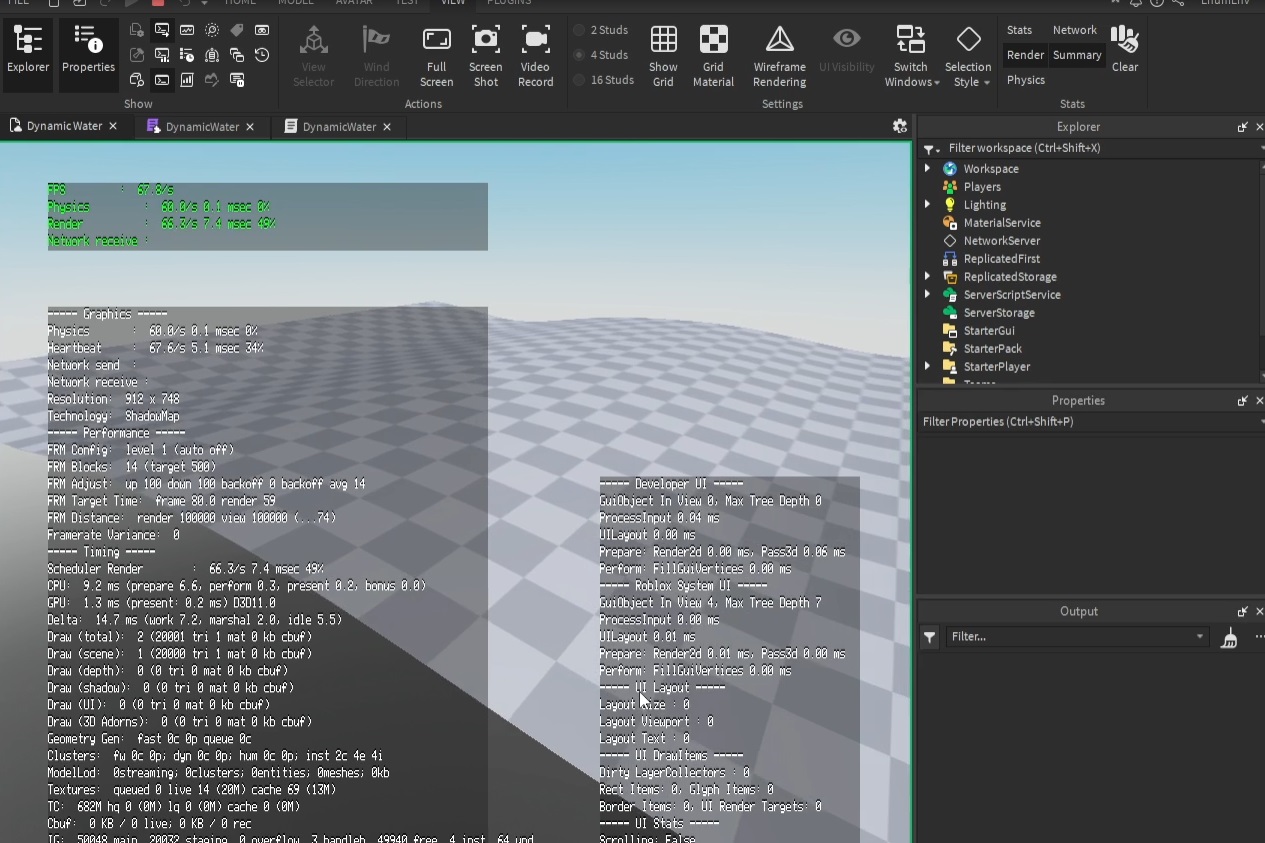 FILE HOME MODEL AVATAR TEST VIEW PLUGINS
Explorer
Properties
Show
View
Selector
Wind
Direction
Full
Screen
Screen
Shot
Video
Record
Actions
2 Studs
4 Studs
16 Studs
Show
Grid
Grid
Material
Wireframe
Rendering
UI Visibility
Switch
Windows
Selection
Style
Settings
Stats Network
Render Summary
Physics
Clear
Stats
DynamicWater
DynamicWater
DynamicWater
FPS : 67.8/s
Physics : 60.0/s 0.1 msec 0%
Render : 66.3/s 7.4 msec 49%
Network receive :
----- Graphics -----
Physics : 60.0/s 0.1 msec 0%
Heartbeat : 67.6/s 5.1 msec 34%
Network send :
Network receive :
Resolution: 912 x 748
Technology: ShadowMap
----- Performance -----
FRM Config: level 1 (auto off)
FRM Blocks: 14 (target 500)
FRM Adjust: up 100 down 100 backoff 0 backoff avg 14
FRM Target Time: frame 80.0 render 59
FRM Distance: render 100000 view 100000 (...74)
Framerate Variance: 0
----- Timing -----
Scheduler Render : 66.3/s 7.4 msec 49%
CPU: 9.2 ms (prepare 6.6, perform 0.3, present 0.2, bonus 0.0)
GPU: 1.3 ms (present: 0.2 ms) D3D11.0
Delta: 14.7 ms (work 7.2, marshal 2.0, idle 5.5)
Draw (total): 2 (20001 tri 1 mat 0 kb cbuf)
Draw (scene): 1 (20000 tri 1 mat 0 kb cbuf)
Draw (depth): 0 (0 tri 0 mat 0 kb cbuf)
Draw (shadow): 0 (0 tri 0 mat 0 kb cbuf)
Draw (UI): 0 (0 tri 0 mat 0 kb cbuf)
Draw (3D Adorns): 0 (0 tri 0 mat 0 kb cbuf)
Geometry Gen: fast 0c 0p queue 0c
Clusters: fw 0c 0p; dyn 0c 0p; hum 0c 0p; inst 2c 4e 4i
ModelLod: 0streaming; 0clusters; 0entities; 0meshes; 0kb
Textures: queued 0 live 14 (20M) cache 69 (13M)
TC: 682M hq 0 (0M) lq 0 (0M) cache 0 (0M)
Cbuf: 0 KB / 0 live; 0 KB / 0 rec
IG: 50048 main, 20032 staging, 0 overflow, 3 handleb, 49940 free, 4 inst, 64 upd
----- Developer UI -----
GuiObject In View 0, Max Tree Depth 0
ProcessInput 0.04 ms
UILayout 0.00 ms
Prepare: Render2d 0.00 ms, Pass3d 0.06 ms
Perform: FillGuiVertices 0.00 ms
----- Roblox System UI -----
GuiObject In View 4, Max Tree Depth 7
ProcessInput 0.00 ms
UILayout 0.01 ms
Prepare: Render2d 0.01 ms, Pass3d 0.00 ms
Perform: FillGuiVertices 0.00 ms
----- UI Layout -----
Layout Size : 0
Layout Viewport : 0
Layout Text : 0
----- UI DrawItems -----
Dirty LayerCollectors : 0
Rect Items: 0, Glyph Items: 0
Border Items: 0, UI Render Targets: 0
----- UI Stats -----
Scrolling: False
Explorer
Filter workspace (Ctrl+Shift+X)
Workspace
Players
Lighting
MaterialService
NetworkServer
ReplicatedFirst
ReplicatedStorage
ServerScriptService
ServerStorage
StarterGui
StarterPack
StarterPlayer
Teams
Properties
Filter Properties (Ctrl+Shift+P)
Output
Filter...